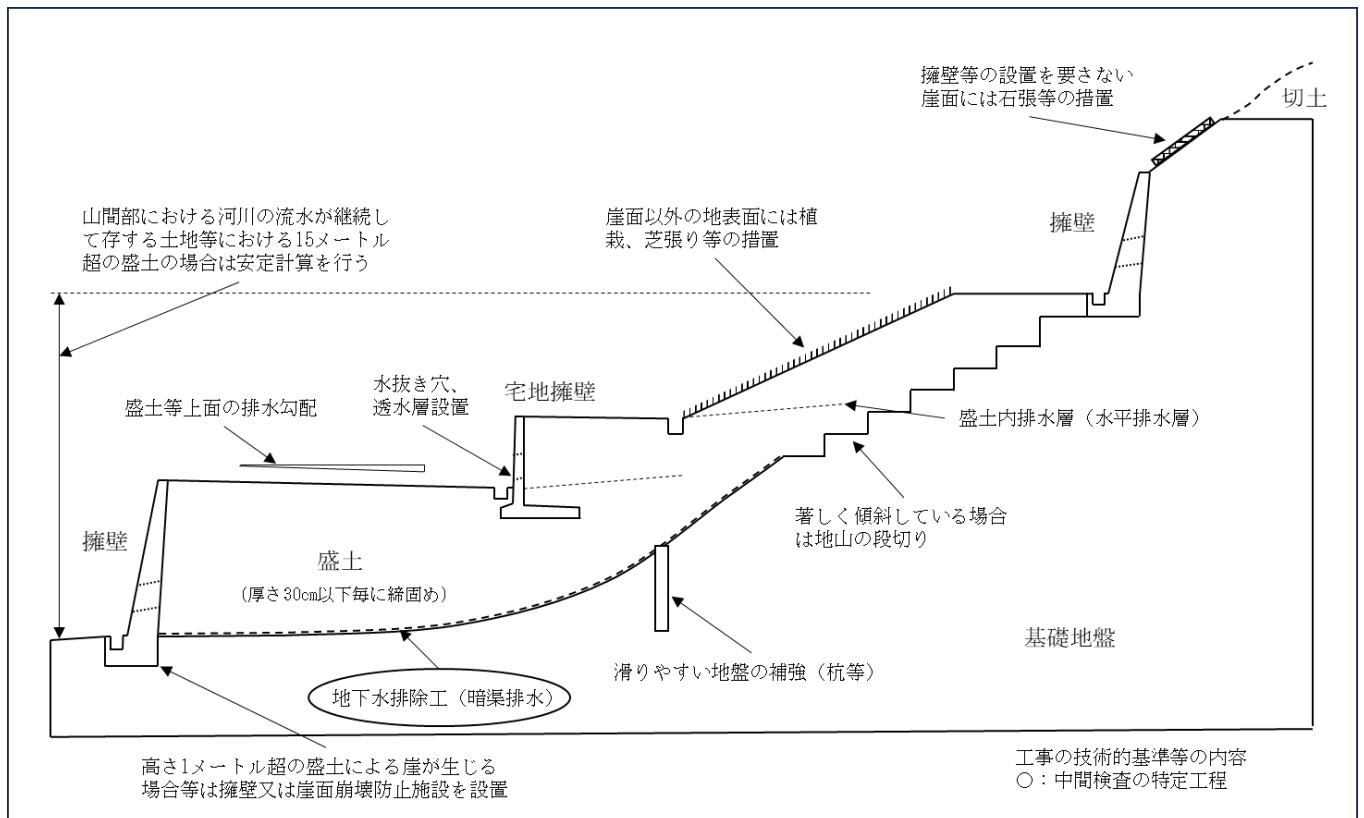 擁壁等の設置を要さない
崖面には石張等の措置
切土
山間部における河川の流水が継続し
て存する土地等における15メートル
超の盛土の場合は安定計算を行う
崖面以外の地表面には植
栽、芝張り等の措置
擁壁
盛土等上面の排水勾配
水抜き穴、
透水層設置
宅地擁壁
盛土内排水層（水平排水層）
擁壁
盛土
(厚さ30㎝以下毎に締固め)
著しく傾斜している場合
は地山の段切り
基礎地盤
滑りやすい地盤の補強（杭等）
地下水排除工（暗渠排水）
高さ1メートル超の盛土による崖が生じる
場合等は擁壁又は崖面崩壊防止施設を設置
工事の技術的基準等の内容
○：中間検査の特定工程